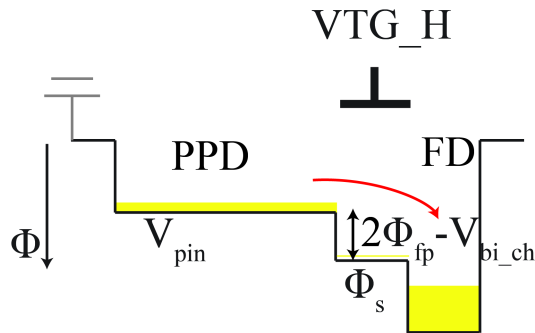 VTG_H
PPD FD
Φ V_pin 2Φ_fp-V_bi_ch
Φ_s